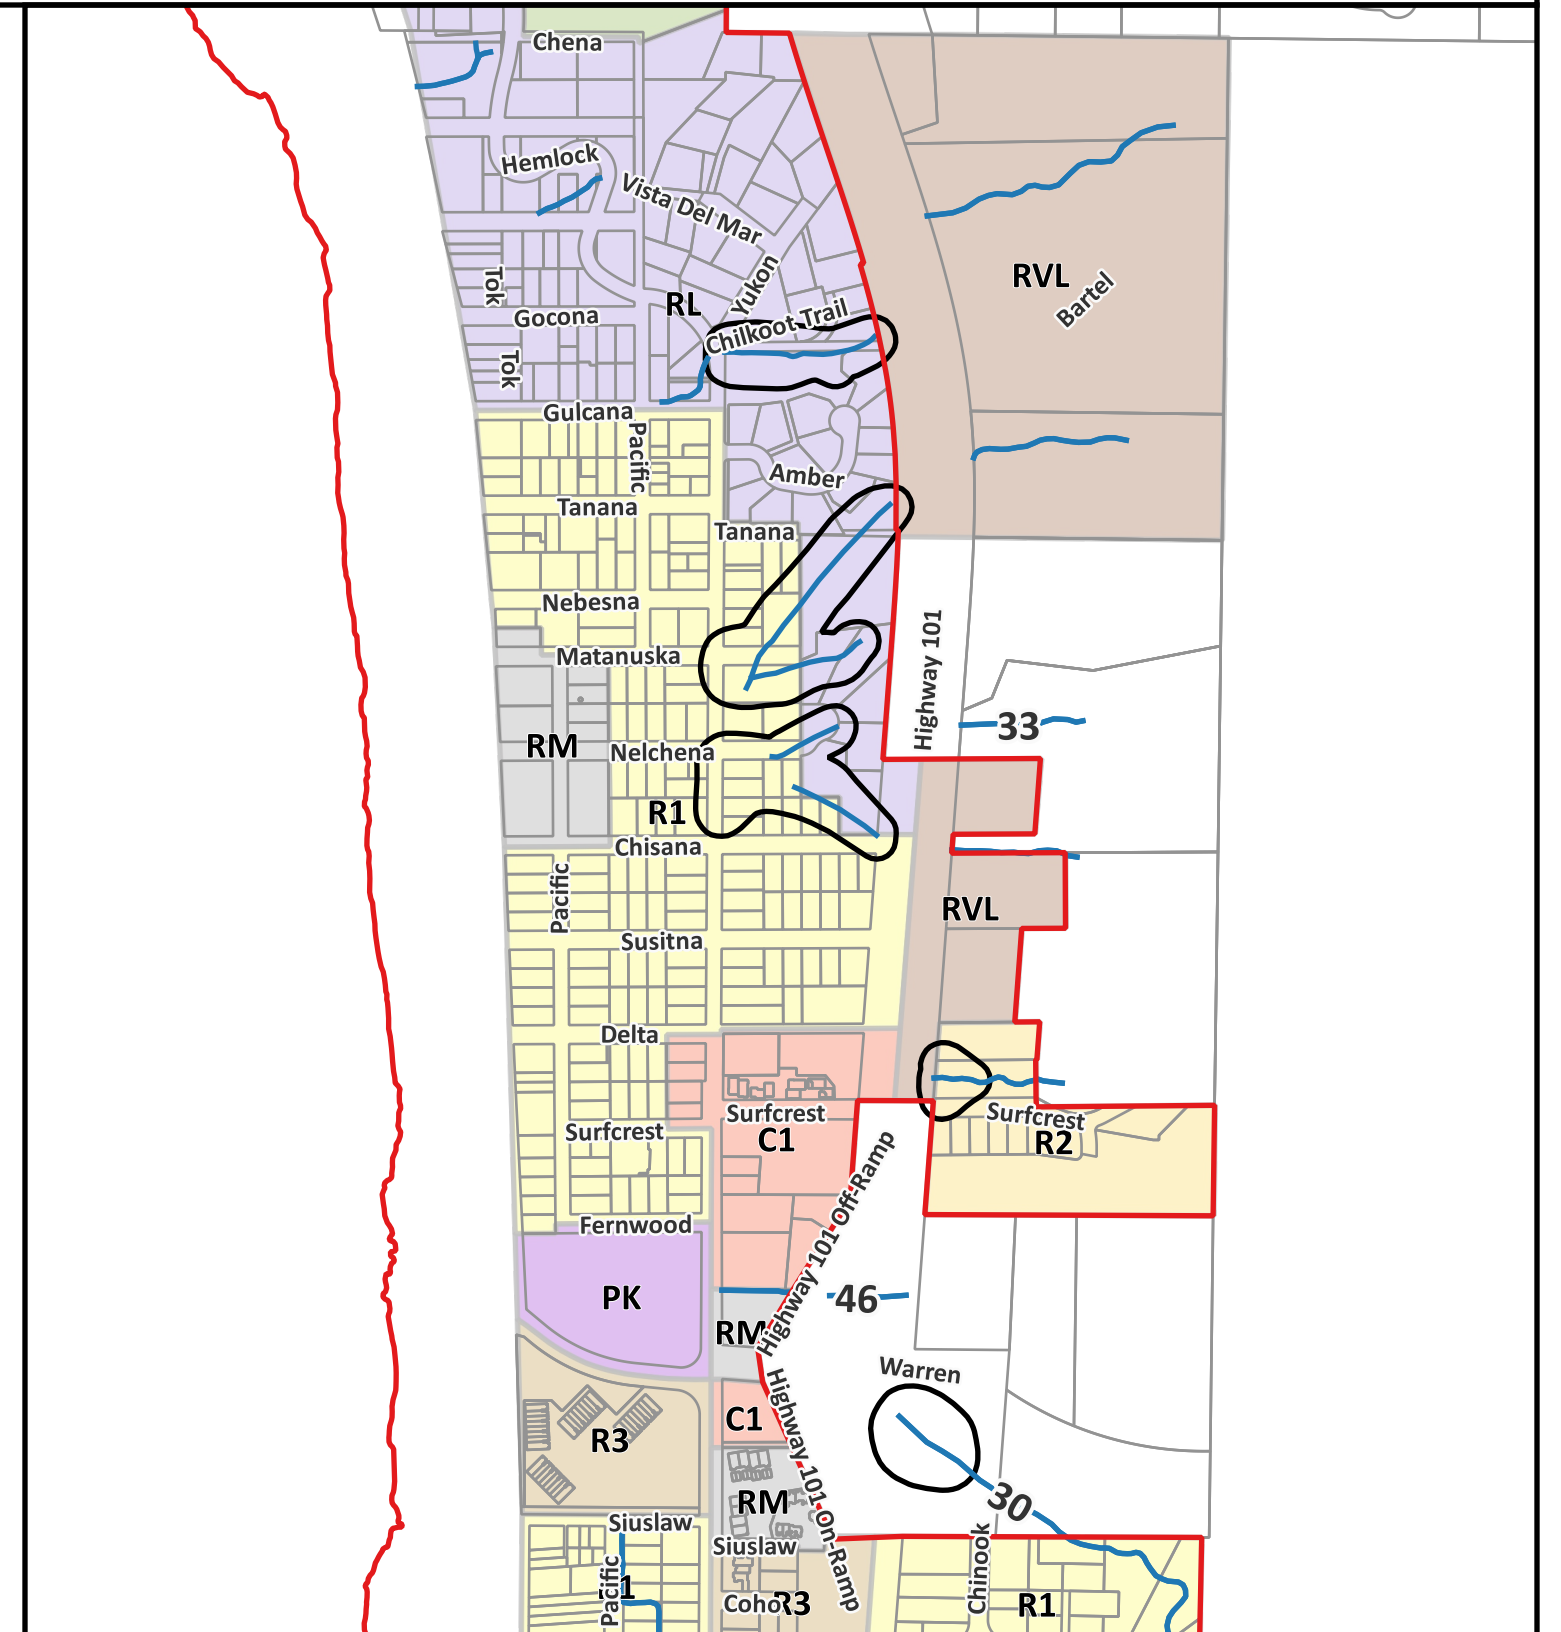 Chena
Hemlock
Vista Del Mar
Yukon
Tok
RL
RVL
Bartel
Gocona
Chilkoot Trail
Tok
Gulcana
Pacific
Amber
Tanana
Tanana
Nebesna
Matanuska
Highway 101
33
RM
Nelchena
R1
Chisana
Pacific
RVL
Susitna
Delta
Surfcrest
Surfcrest
Surfcrest
C1
R2
Highway 101 Off-Ramp
Fernwood
PK
46
RM
Warren
Highway 101 On-Ramp
C1
R3
RM
30
Siuslaw
Siuslaw
Chinook
Pacific
Coho
R3
R1